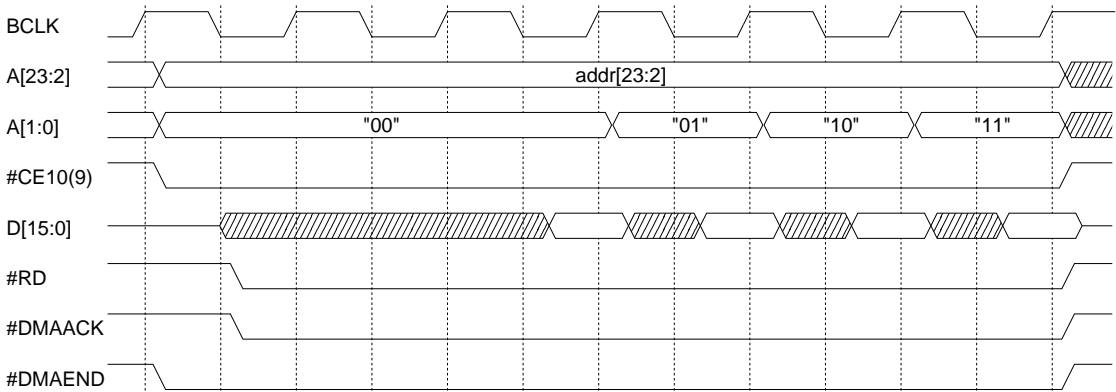 BCLK
A[23:2] addr[23:2]
A[1:0] "00" "01" "10" "11"
#CE10(9)
D[15:0]
#RD
#DMAACK
#DMAEND